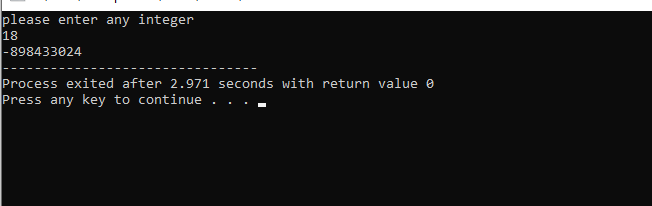 please enter any integer
18
-898433024
--------------------------------
Process exited after 2.971 seconds with return value 0
Press any key to continue . . .